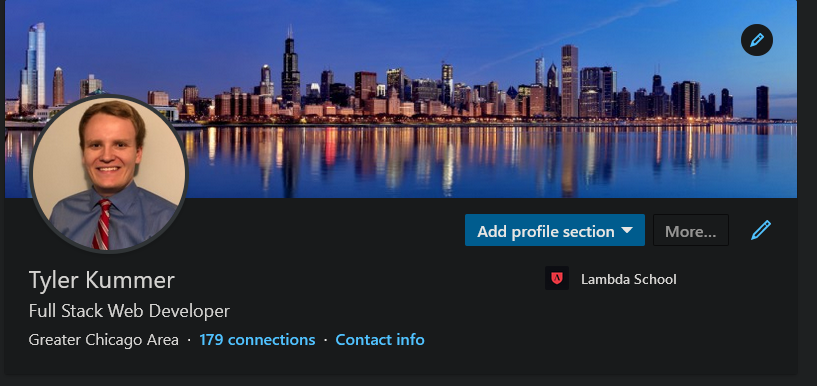 Add profile section
More...
Tyler Kummer
Lambda School
Full Stack Web Developer
Greater Chicago Area · 179 connections · Contact info